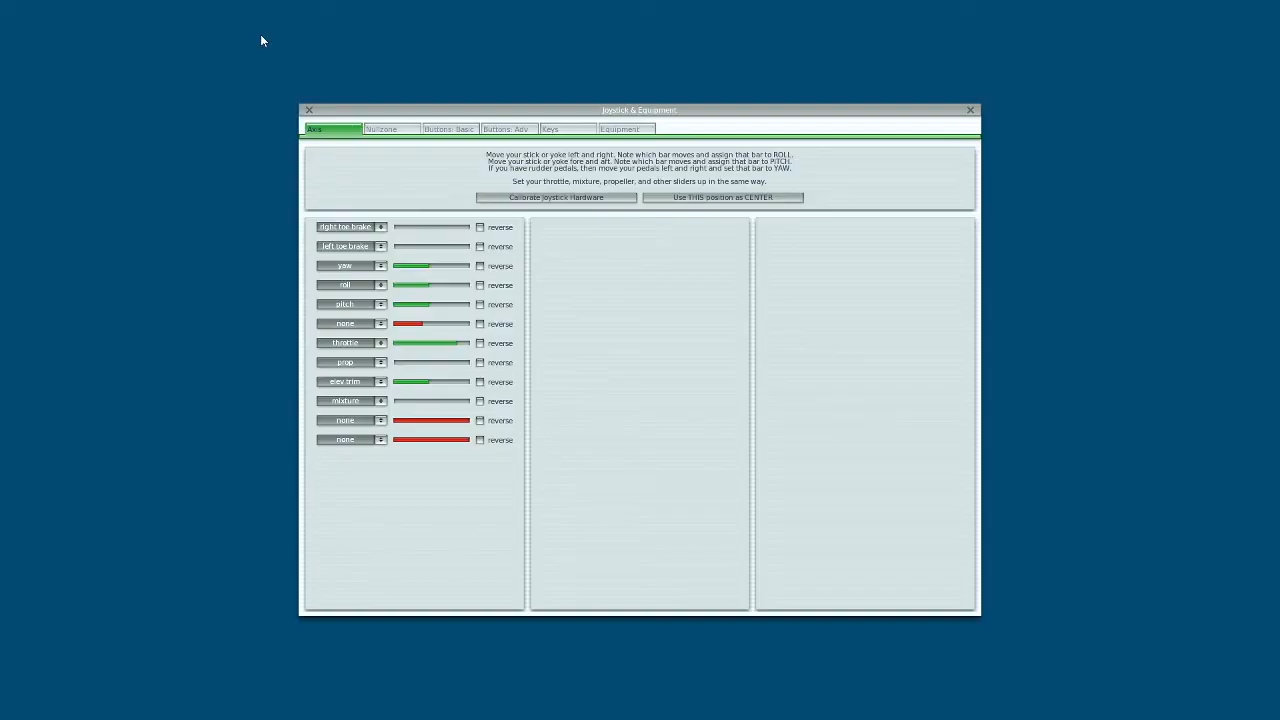 Joystick & Equipment
Axis
Nullzone
Buttons: Basic
Buttons: Adv
Keys
Equipment
Move your stick or yoke left and right. Note which bar moves and assign that bar to ROLL.
Move your stick or yoke fore and aft. Note which bar moves and assign that bar to PITCH.
If you have rudder pedals, then move your pedals left and right and set that bar to YAW.
Set your throttle, mixture, propeller, and other sliders up in the same way.
Calibrate Joystick Hardware
Use THIS position as CENTER
right toe brake reverse
left toe brake reverse
yaw reverse
roll reverse
pitch reverse
none reverse
throttle reverse
prop reverse
elev trim reverse
mixture reverse
none reverse
none reverse